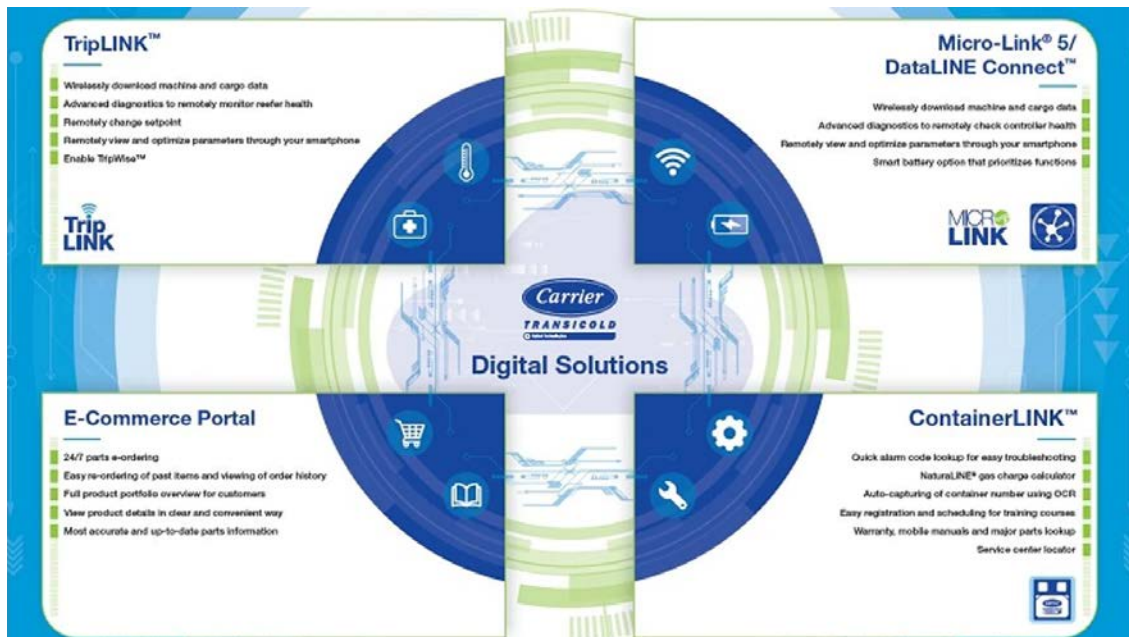 TripLINK™
Wirelessly download machine and cargo data
Advanced diagnostics to remotely monitor reefer health
Remotely change setpoint
Remotely view and optimize parameters through your smartphone
Enable TripWise™
Trip
LINK
Micro-Link® 5/
DataLINE Connect™
Wirelessly download machine and cargo data
Advanced diagnostics to remotely check controller health
Remotely view and optimize parameters through your smartphone
Smart battery option that prioritizes functions
MICRO
LINK
Carrier
TRANSICOLD
Digital Solutions
E-Commerce Portal
24/7 parts e-ordering
Easy re-ordering of past items and viewing of order history
Full product portfolio overview for customers
View product details in clear and convenient way
Most accurate and up-to-date parts information
ContainerLINK™
Quick alarm code lookup for easy troubleshooting
NaturaLINE® gas charge calculator
Auto-capturing of container number using OCR
Easy registration and scheduling for training courses
Warranty, mobile manuals and major parts lookup
Service center locator